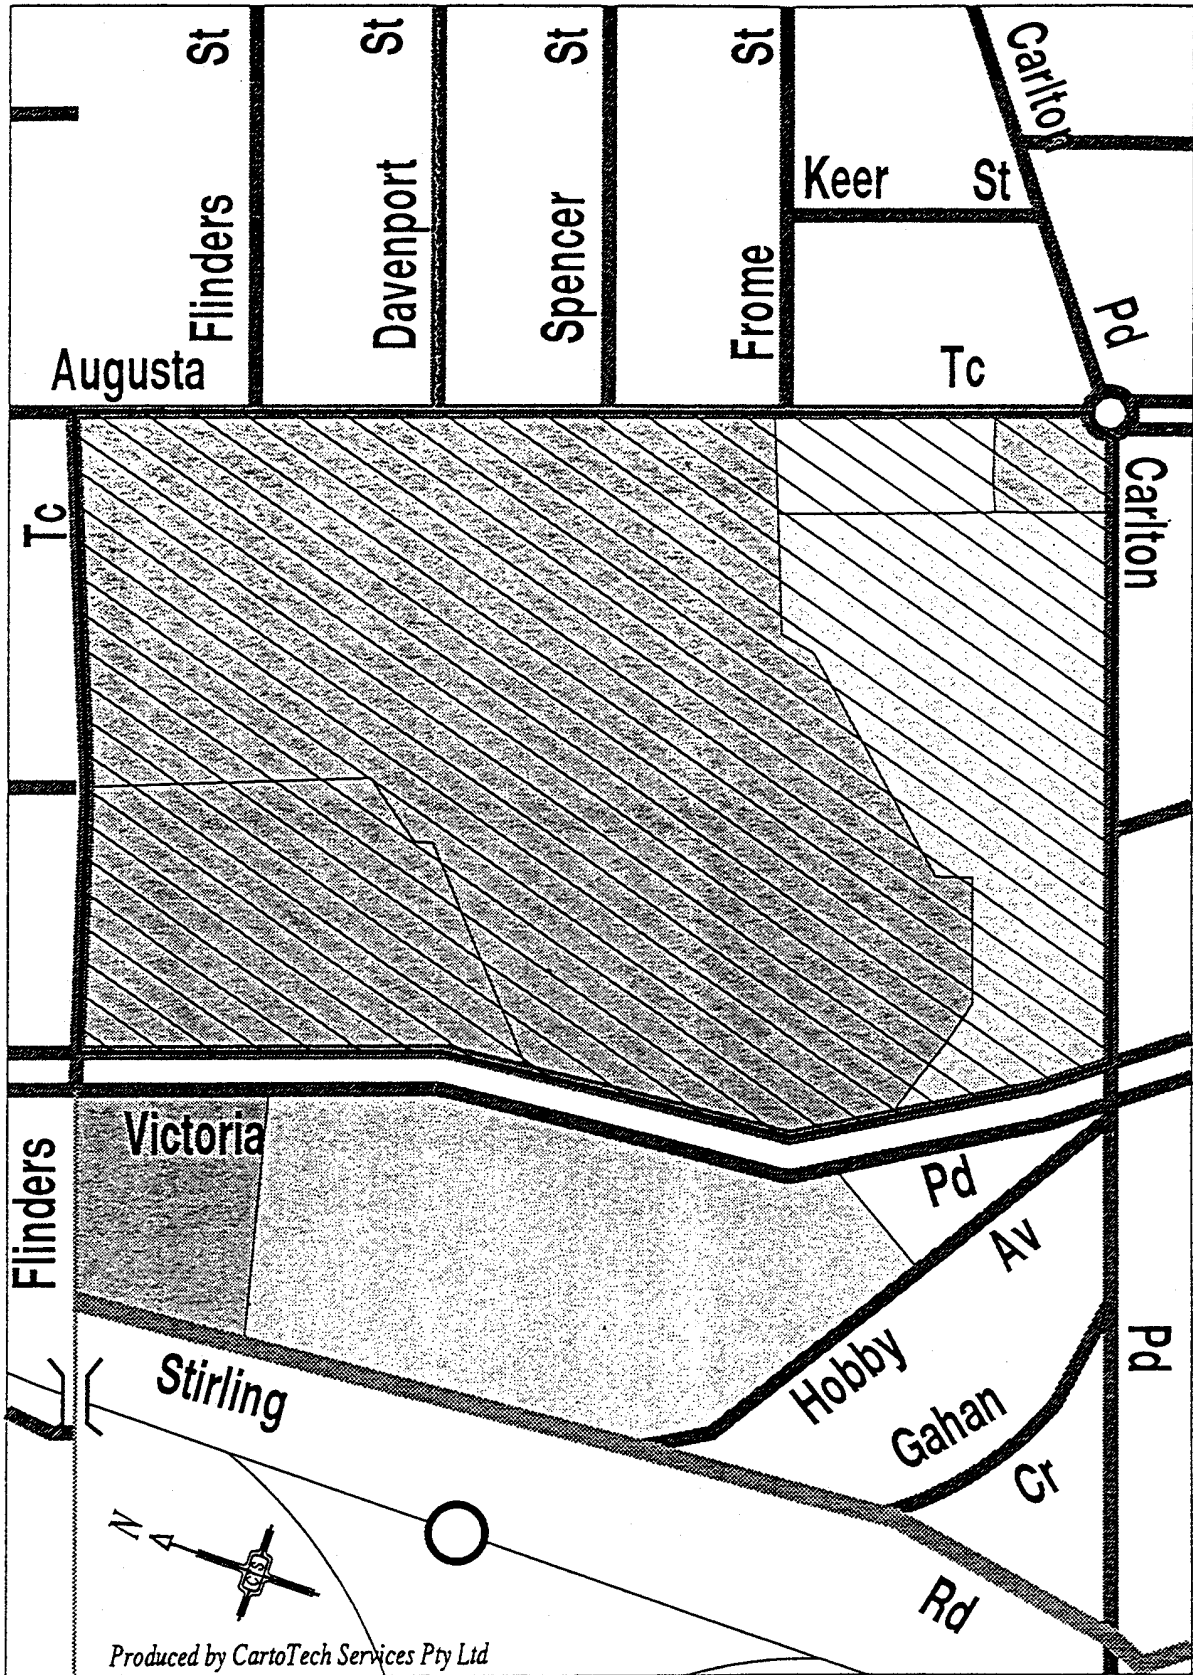 Flinders St
Davenport St
Spencer St
Frome St
Carlton Pd
Keer St
Augusta Tc
Flinders Tc
Carlton Pd
Victoria Pd
Hobby Av
Gahan Cr
Stirling Rd
N
CTS
Produced by CartoTech Services Pty Ltd